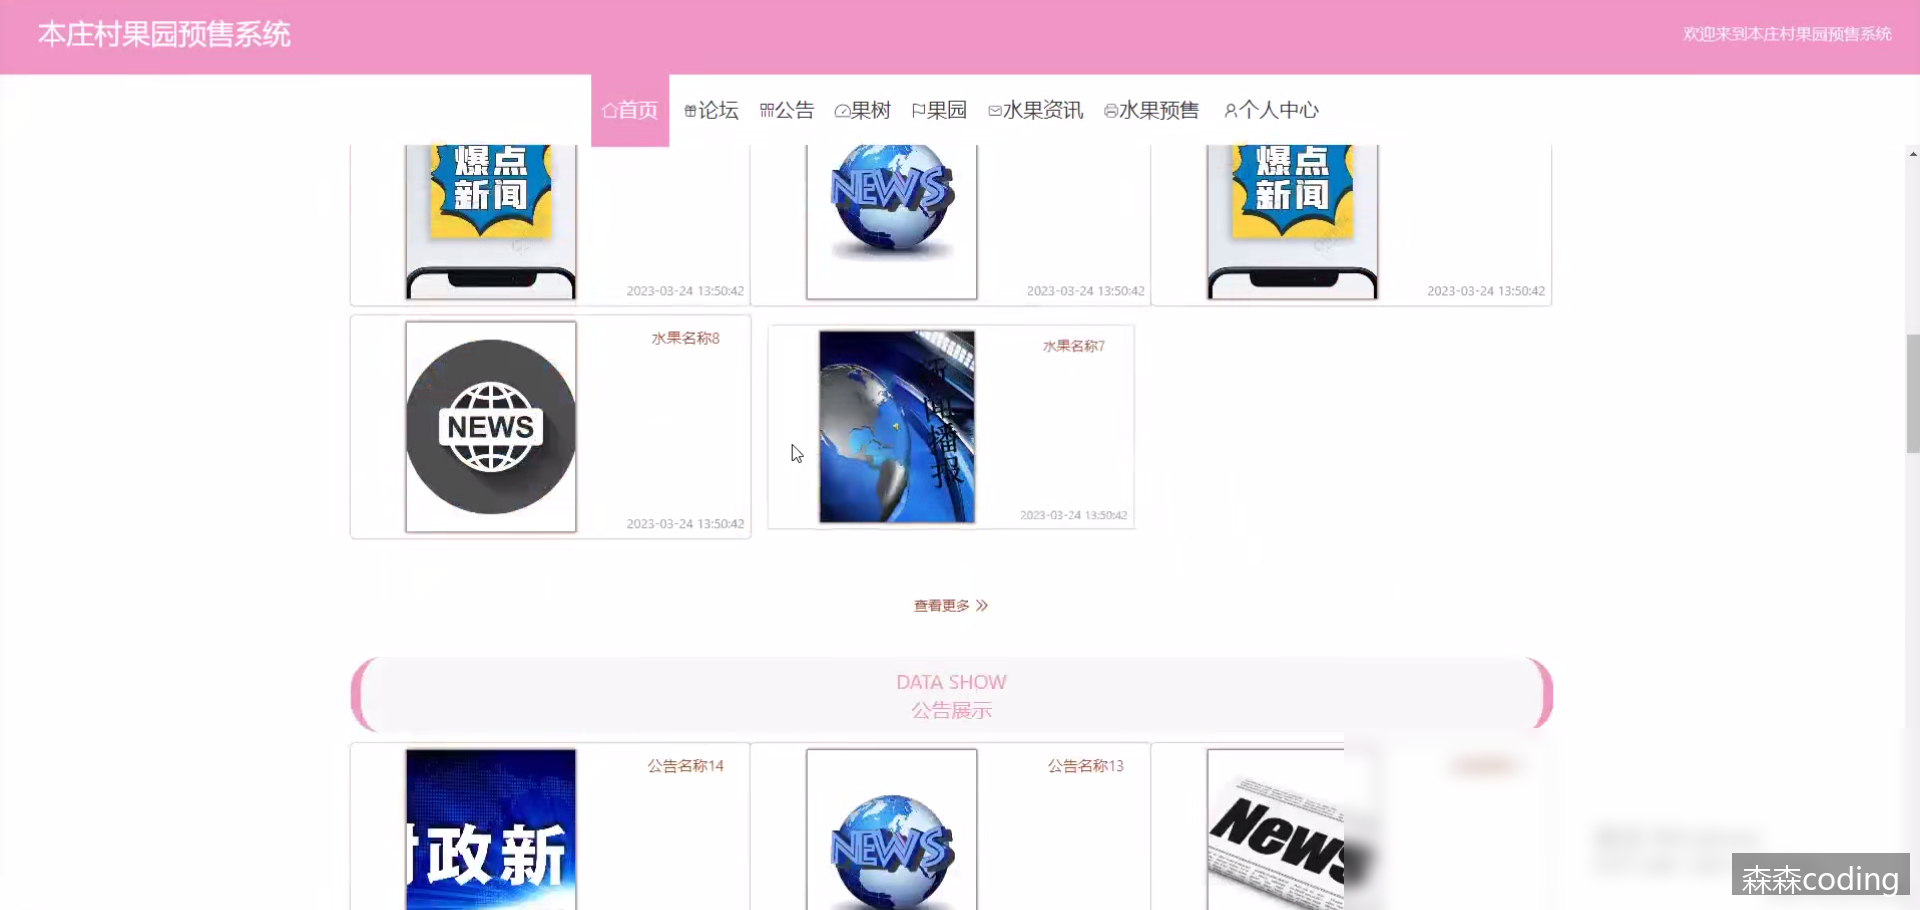 本庄村果园预售系统
欢迎来到本庄村果园预售系统
首页 论坛 公告 果树 果园 水果资讯 水果预售 个人中心
爆点
新闻
NEWS
爆点
新闻
2023-03-24 13:50:42
2023-03-24 13:50:42
2023-03-24 13:50:42
水果名称8
NEWS
2023-03-24 13:50:42
水果名称7
闻播报
2023-03-24 13:50:42
查看更多
DATA SHOW
公告展示
公告名称14
政新
公告名称13
NEWS
News
森森coding